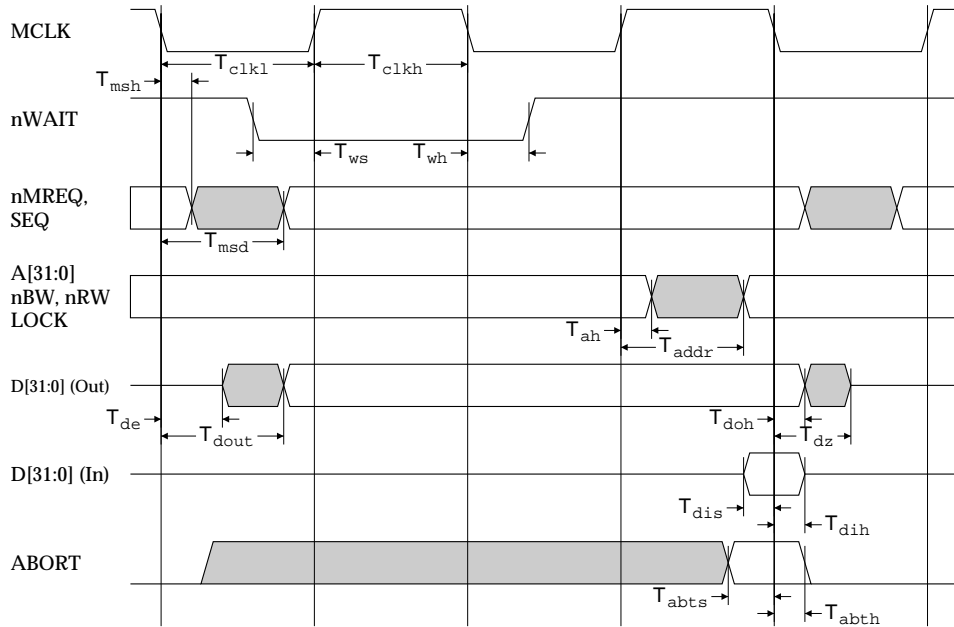 MCLK
T_clkl
T_clkh
T_msh
nWAIT
T_ws
T_wh
nMREQ,
SEQ
T_msd
A[31:0]
nBW, nRW
LOCK
T_ah
T_addr
D[31:0] (Out)
T_de
T_dout
T_doh
T_dz
D[31:0] (In)
T_dis
T_dih
ABORT
T_abts
T_abth